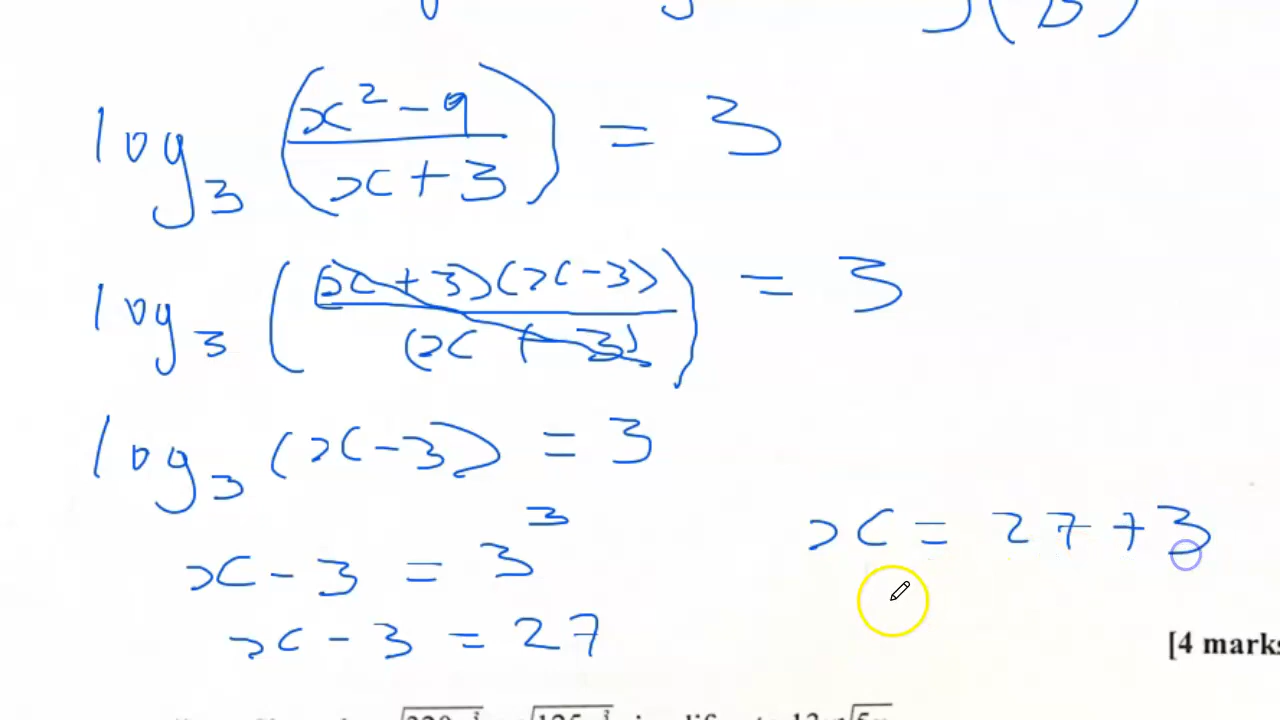 log₃ ((x² - 9)/(x + 3)) = 3
log₃ ((x + 3)(x - 3)/(x + 3)) = 3
log₃ (x - 3) = 3
x - 3 = 3³
x - 3 = 27
x = 27 + 3
[4 marks